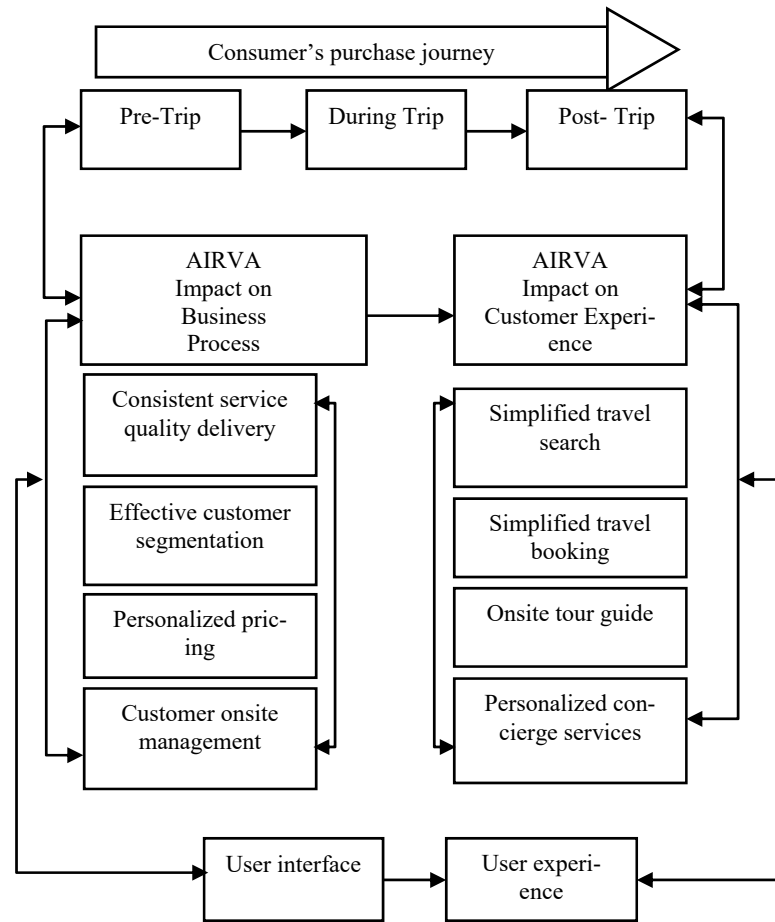 Consumer’s purchase journey
Pre-Trip
During Trip
Post- Trip
AIRVA
Impact on
Business
Process
AIRVA
Impact on
Customer Experi-
ence
Consistent service
quality delivery
Simplified travel
search
Effective customer
segmentation
Simplified travel
booking
Personalized pric-
ing
Onsite tour guide
Customer onsite
management
Personalized con-
cierge services
User interface
User experi-
ence